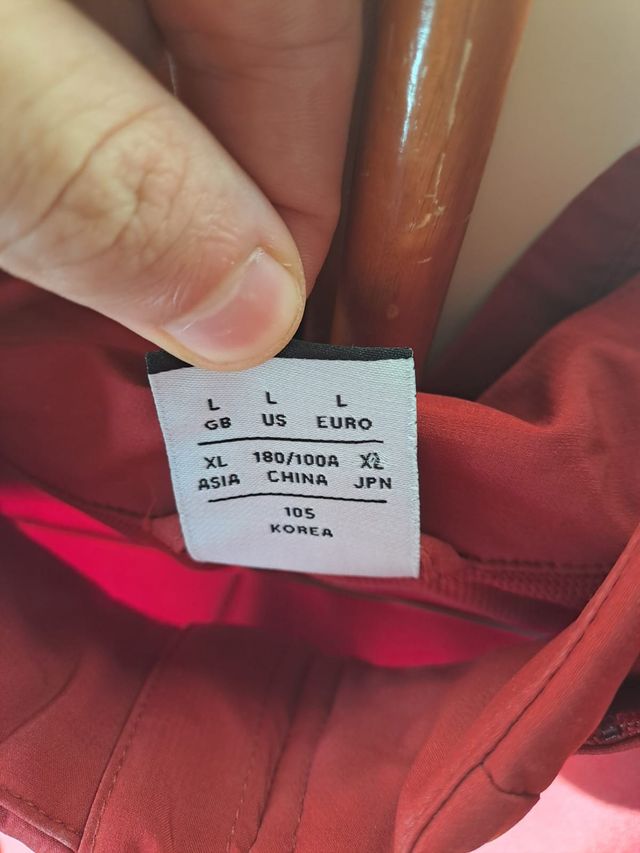 L L L
GB US EURO
XL 180/100A XL
ASIA CHINA JPN
105
KOREA